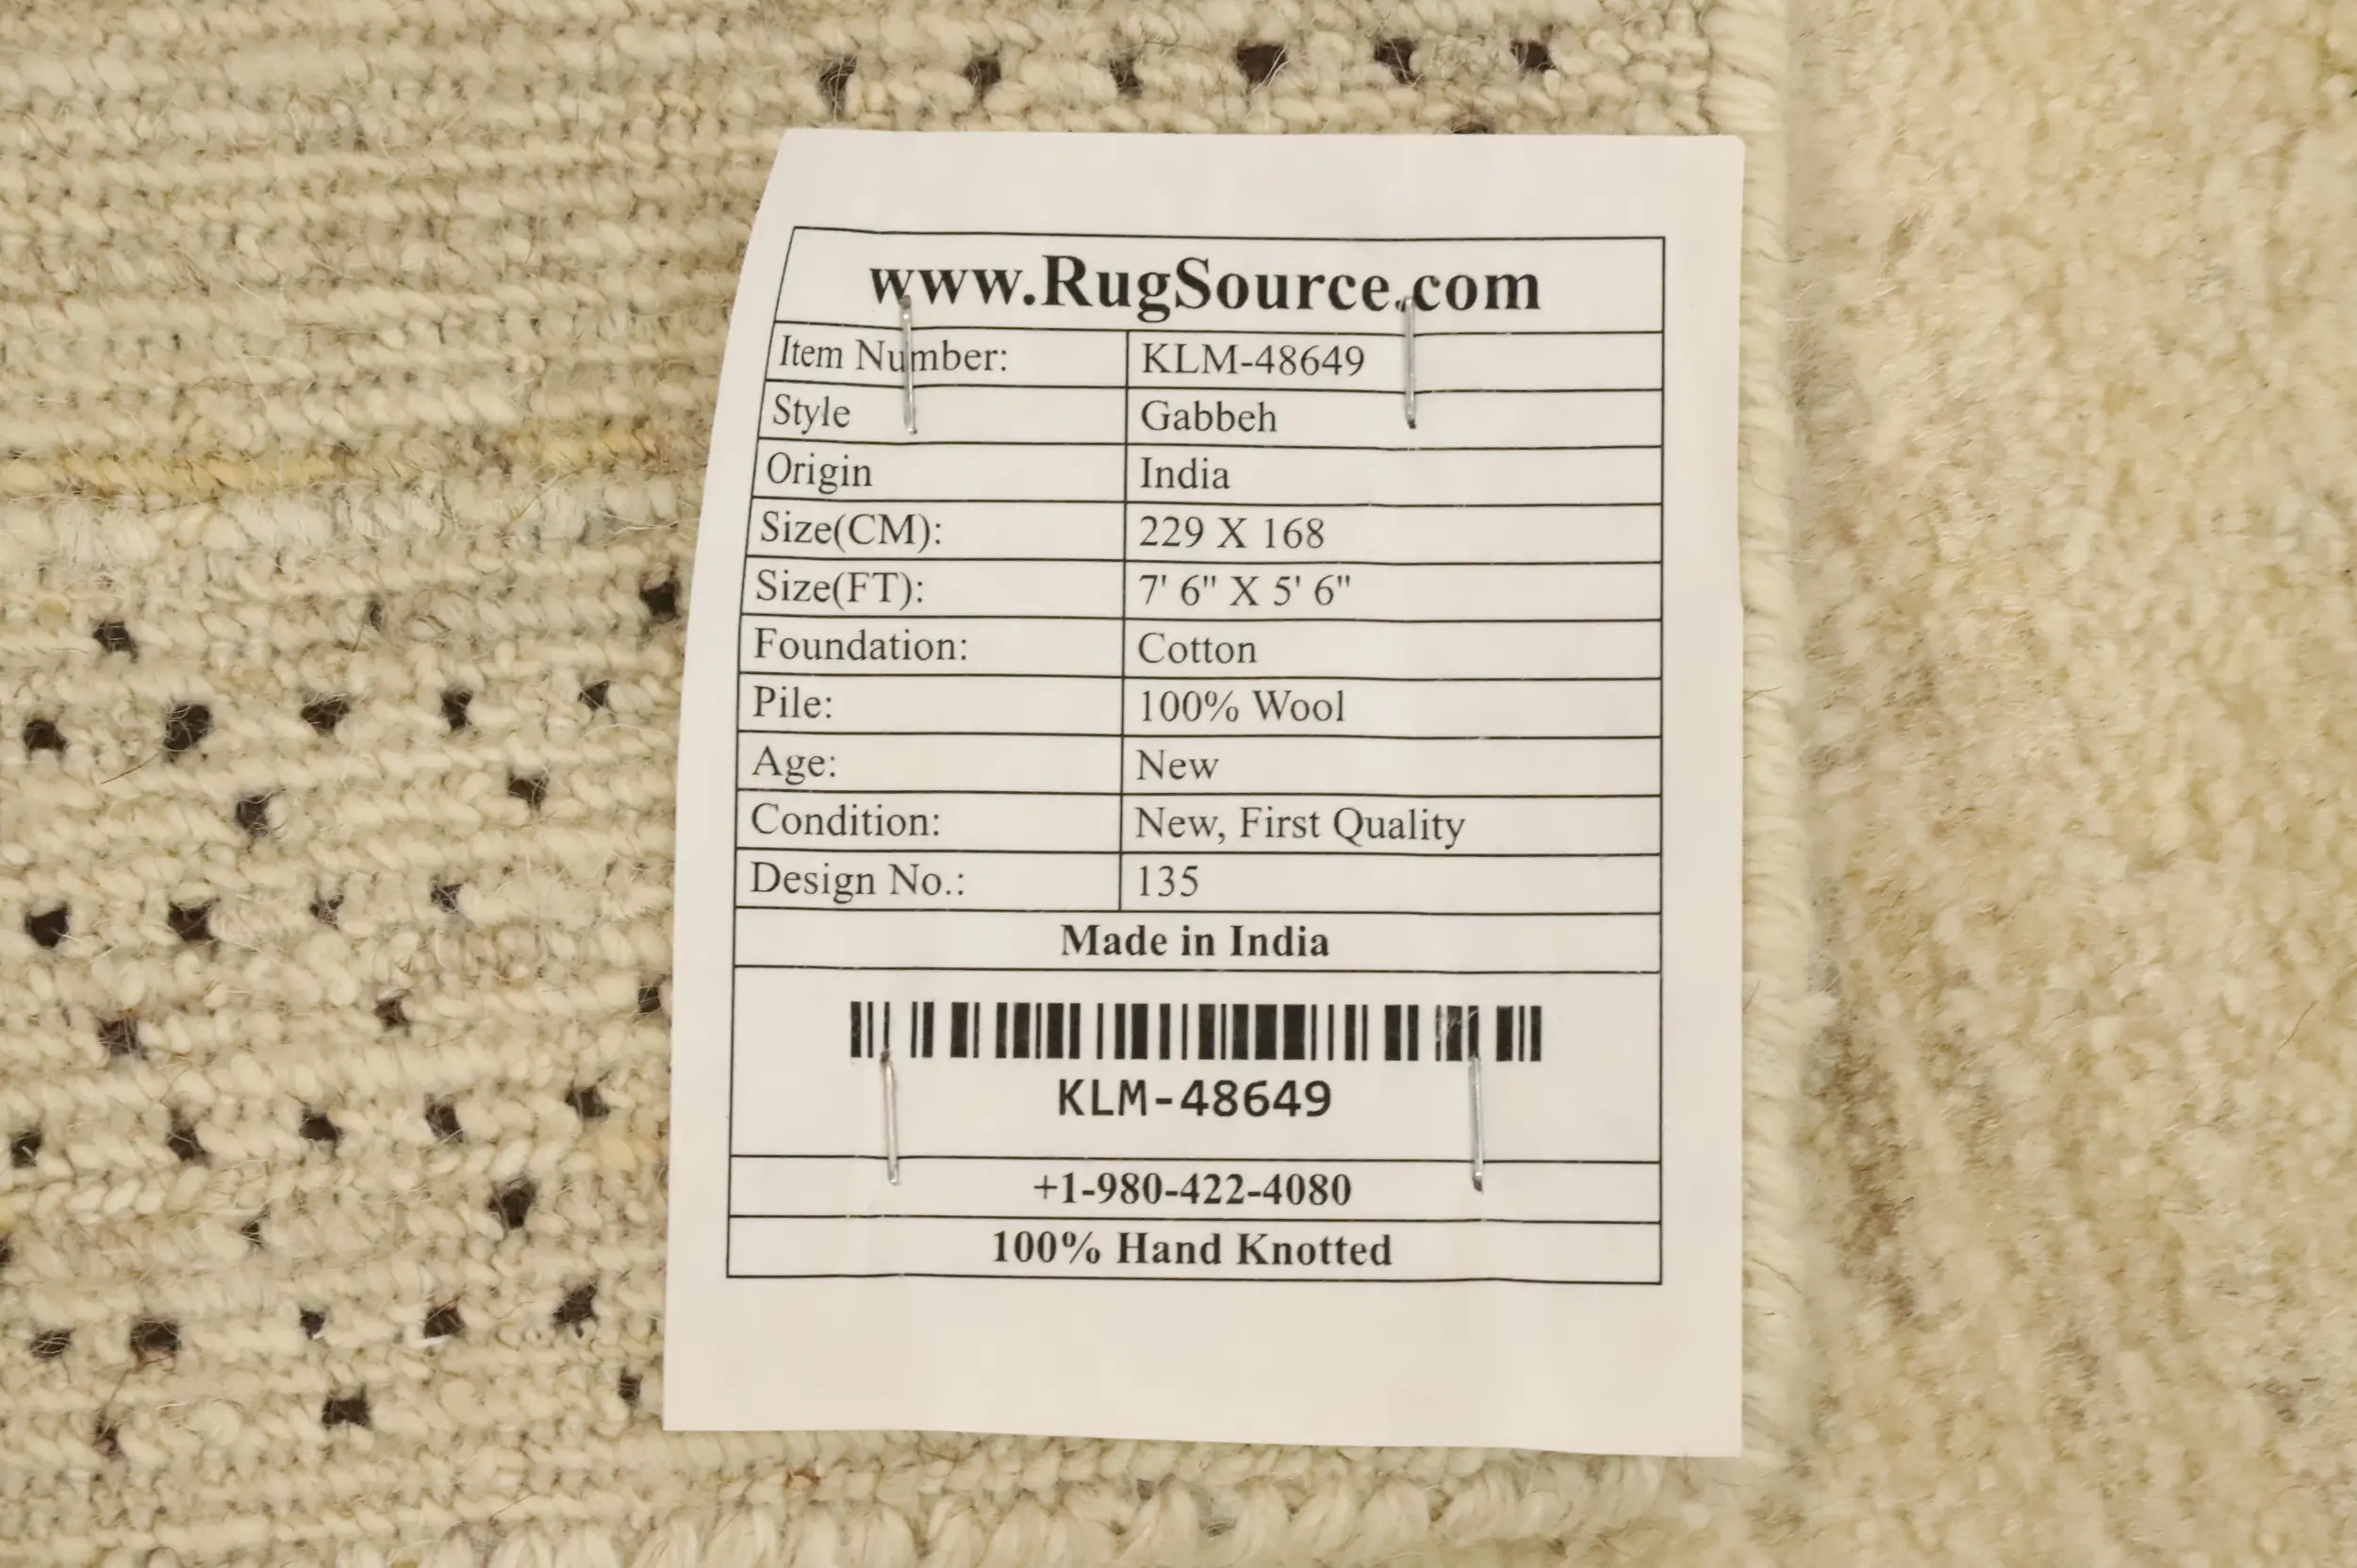 www.RugSource.com
Item Number: KLM-48649
Style Gabbeh
Origin India
Size(CM): 229 X 168
Size(FT): 7' 6" X 5' 6"
Foundation: Cotton
Pile: 100% Wool
Age: New
Condition: New, First Quality
Design No.: 135
Made in India
KLM-48649
+1-980-422-4080
100% Hand Knotted